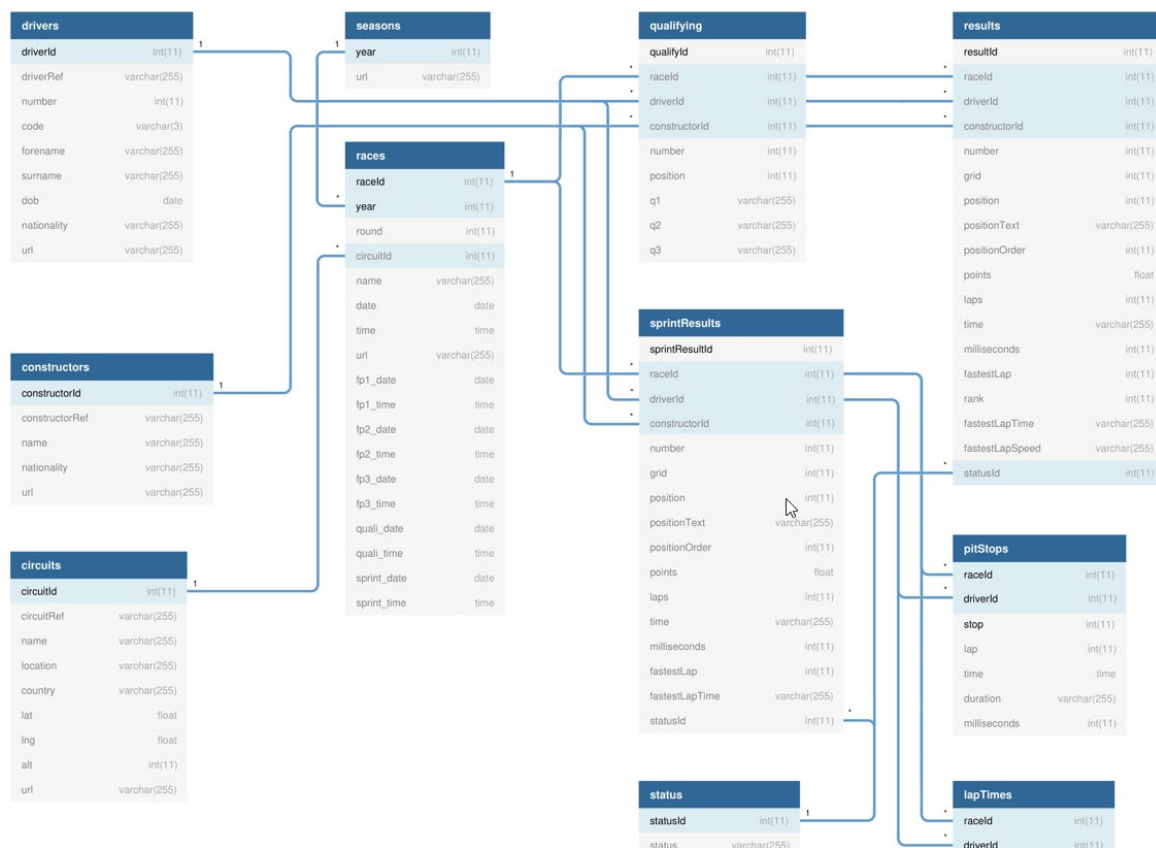 drivers
driverId int(11)
driverRef varchar(255)
number int(11)
code varchar(3)
forename varchar(255)
surname varchar(255)
dob date
nationality varchar(255)
url varchar(255)
1
constructors
constructorId int(11)
constructorRef varchar(255)
name varchar(255)
nationality varchar(255)
url varchar(255)
1
circuits
circuitId int(11)
circuitRef varchar(255)
name varchar(255)
location varchar(255)
country varchar(255)
lat float
lng float
alt int(11)
url varchar(255)
1
seasons
1
year int(11)
url varchar(255)
races
raceId int(11)
1
*
year int(11)
round int(11)
*
circuitId int(11)
name varchar(255)
date date
time time
url varchar(255)
fp1_date date
fp1_time time
fp2_date date
fp2_time time
fp3_date date
fp3_time time
quali_date date
quali_time time
sprint_date date
sprint_time time
qualifying
qualifyId int(11)
*
raceId int(11)
*
driverId int(11)
*
constructorId int(11)
number int(11)
position int(11)
q1 varchar(255)
q2 varchar(255)
q3 varchar(255)
sprintResults
sprintResultId int(11)
*
raceId int(11)
*
driverId int(11)
*
constructorId int(11)
number int(11)
grid int(11)
position int(11)
positionText varchar(255)
positionOrder int(11)
points float
laps int(11)
time varchar(255)
milliseconds int(11)
fastestLap int(11)
fastestLapTime varchar(255)
statusId int(11)
*
status
statusId int(11)
1
status varchar(255)
results
resultId int(11)
*
raceId int(11)
*
driverId int(11)
*
constructorId int(11)
number int(11)
grid int(11)
position int(11)
positionText varchar(255)
positionOrder int(11)
points float
laps int(11)
time varchar(255)
milliseconds int(11)
fastestLap int(11)
rank int(11)
fastestLapTime varchar(255)
fastestLapSpeed varchar(255)
*
statusId int(11)
pitStops
*
raceId int(11)
*
driverId int(11)
stop int(11)
lap int(11)
time time
duration varchar(255)
milliseconds int(11)
lapTimes
*
raceId int(11)
*
driverId int(11)